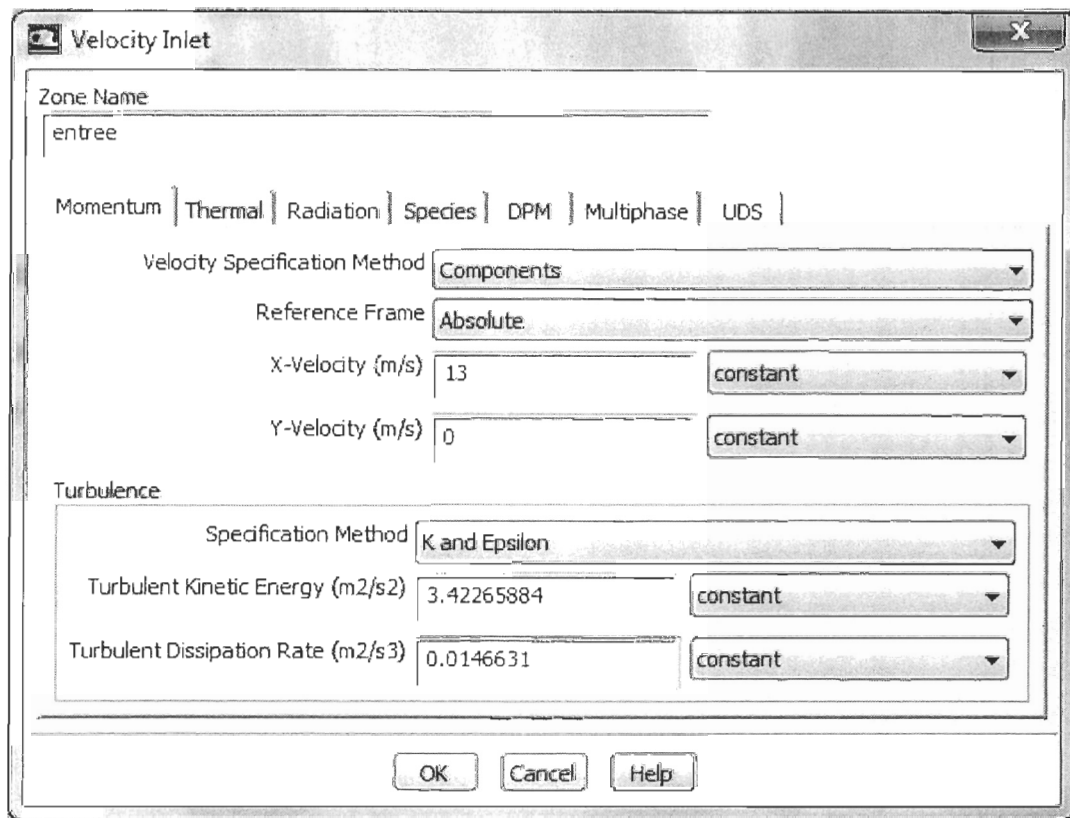 Velocity Inlet
X
Zone Name
entree
Momentum Thermal Radiation Species DPM Multiphase UDS
Velocity Specification Method Components
Reference Frame Absolute
X-Velocity (m/s) 13 constant
Y-Velocity (m/s) 0 constant
Turbulence
Specification Method K and Epsilon
Turbulent Kinetic Energy (m2/s2) 3.42265884 constant
Turbulent Dissipation Rate (m2/s3) 0.0146631 constant
OK Cancel Help